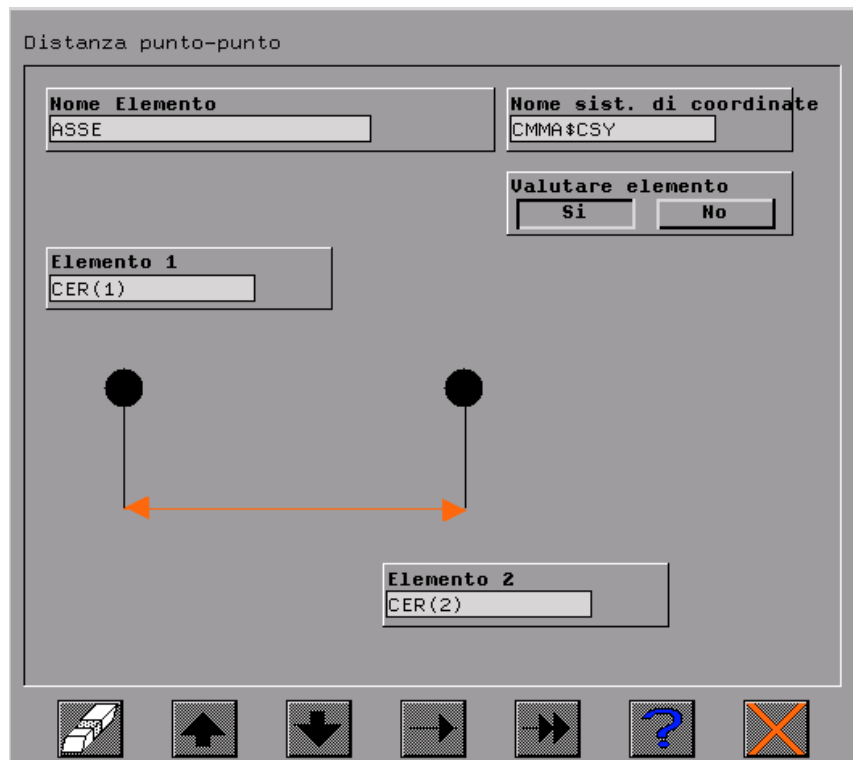 Distanza punto-punto
Nome Elemento
ASSE
Nome sist. di coordinate
CMMA$CSY
Valutare elemento
Si No
Elemento 1
CER(1)
Elemento 2
CER(2)
?